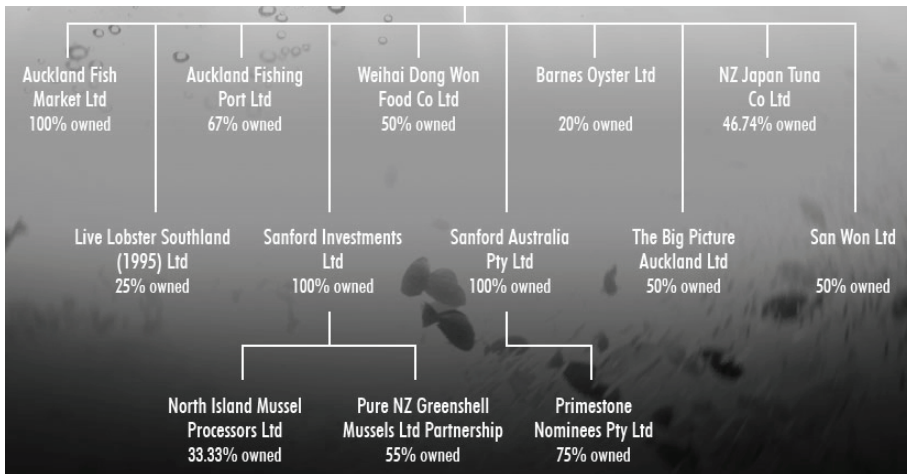 Auckland Fish
Market Ltd
100% owned
Auckland Fishing
Port Ltd
67% owned
Weihai Dong Won
Food Co Ltd
50% owned
Barnes Oyster Ltd
20% owned
NZ Japan Tuna
Co Ltd
46.74% owned
Live Lobster Southland
(1995) Ltd
25% owned
Sanford Investments
Ltd
100% owned
Sanford Australia
Pty Ltd
100% owned
The Big Picture
Auckland Ltd
50% owned
San Won Ltd
50% owned
North Island Mussel
Processors Ltd
33.33% owned
Pure NZ Greenshell
Mussels Ltd Partnership
55% owned
Primestone
Nominees Pty Ltd
75% owned